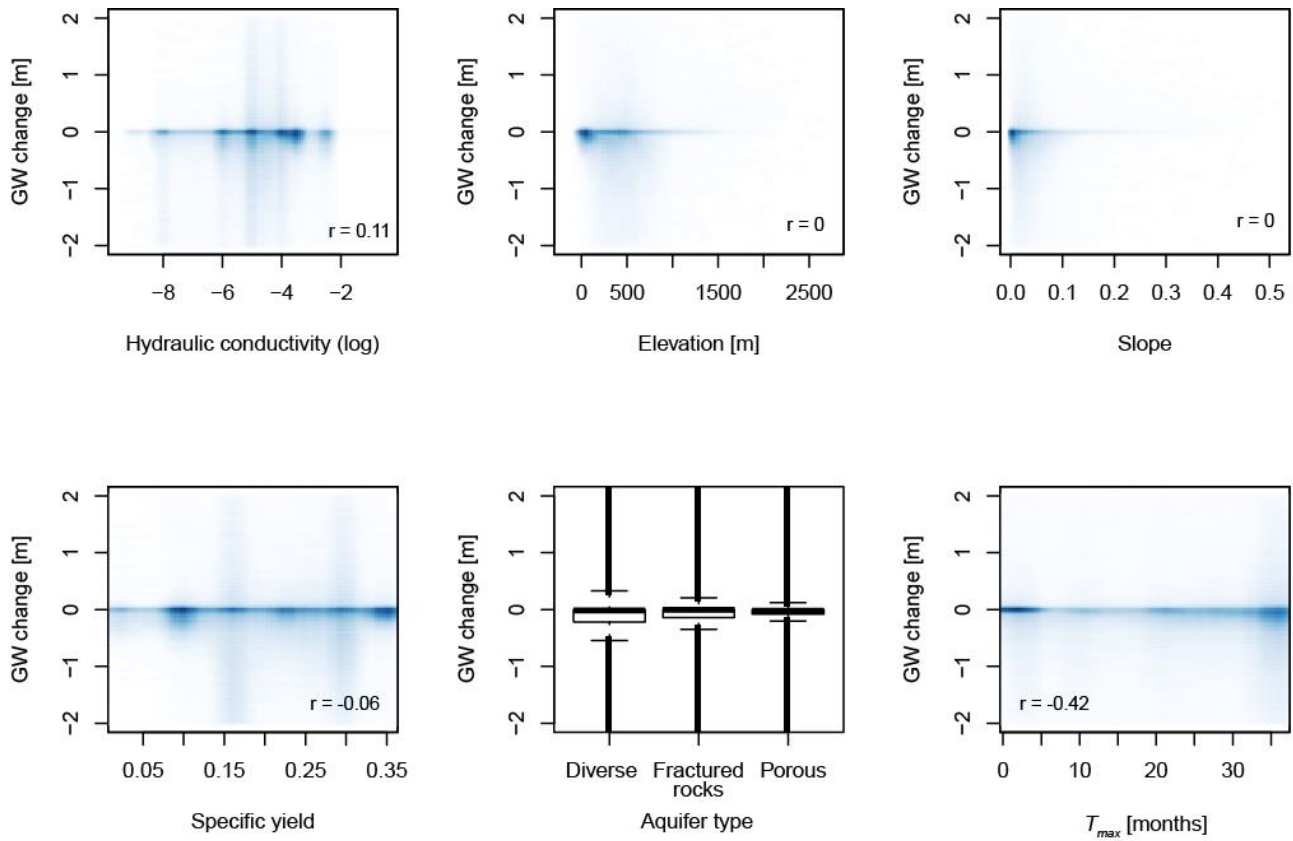 GW change [m]
2
1
0
−1
−2
r = 0.11
−8 −6 −4 −2
Hydraulic conductivity (log)
GW change [m]
2
1
0
−1
−2
r = 0
0 500 1500 2500
Elevation [m]
GW change [m]
2
1
0
−1
−2
r = 0
0.0 0.1 0.2 0.3 0.4 0.5
Slope
GW change [m]
2
1
0
−1
−2
r = -0.06
0.05 0.15 0.25 0.35
Specific yield
GW change [m]
2
1
0
−1
−2
Diverse Fractured Porous
rocks
Aquifer type
GW change [m]
2
1
0
−1
−2
r = -0.42
0 10 20 30
Tmax [months]